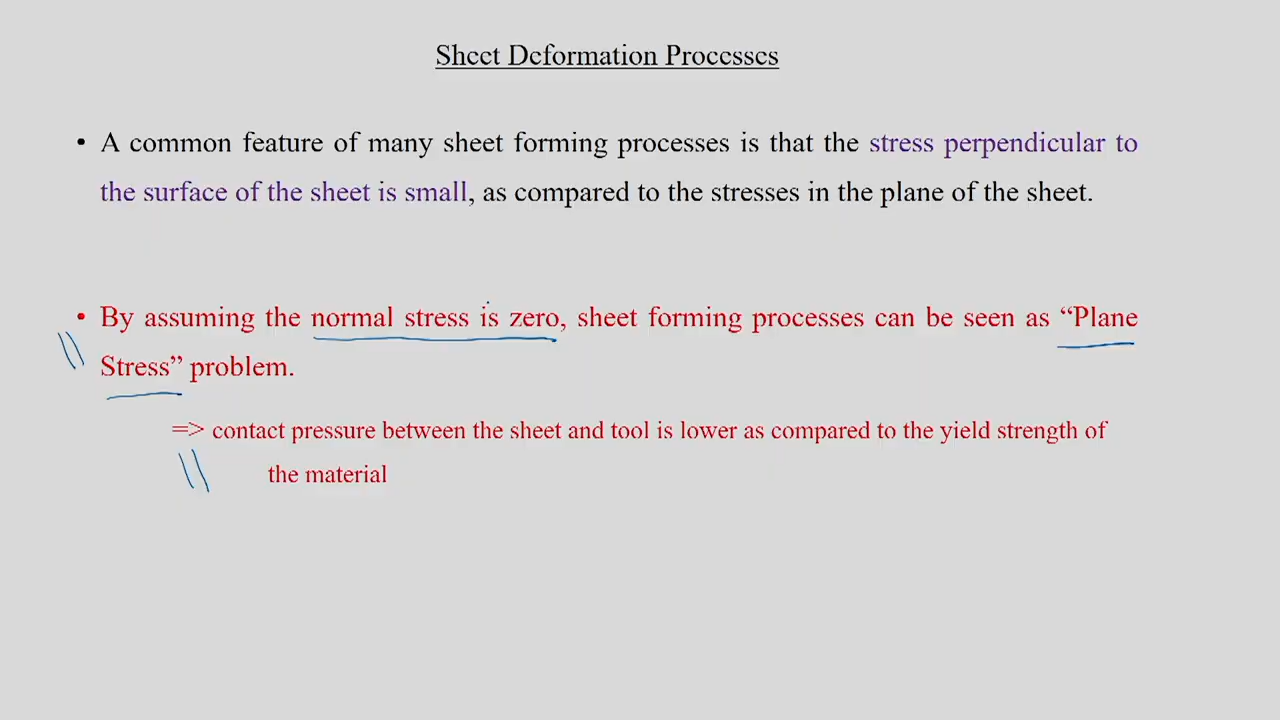 Sheet Deformation Processes
• A common feature of many sheet forming processes is that the stress perpendicular to
the surface of the sheet is small, as compared to the stresses in the plane of the sheet.
• By assuming the normal stress is zero, sheet forming processes can be seen as “Plane
Stress” problem.
=> contact pressure between the sheet and tool is lower as compared to the yield strength of
the material